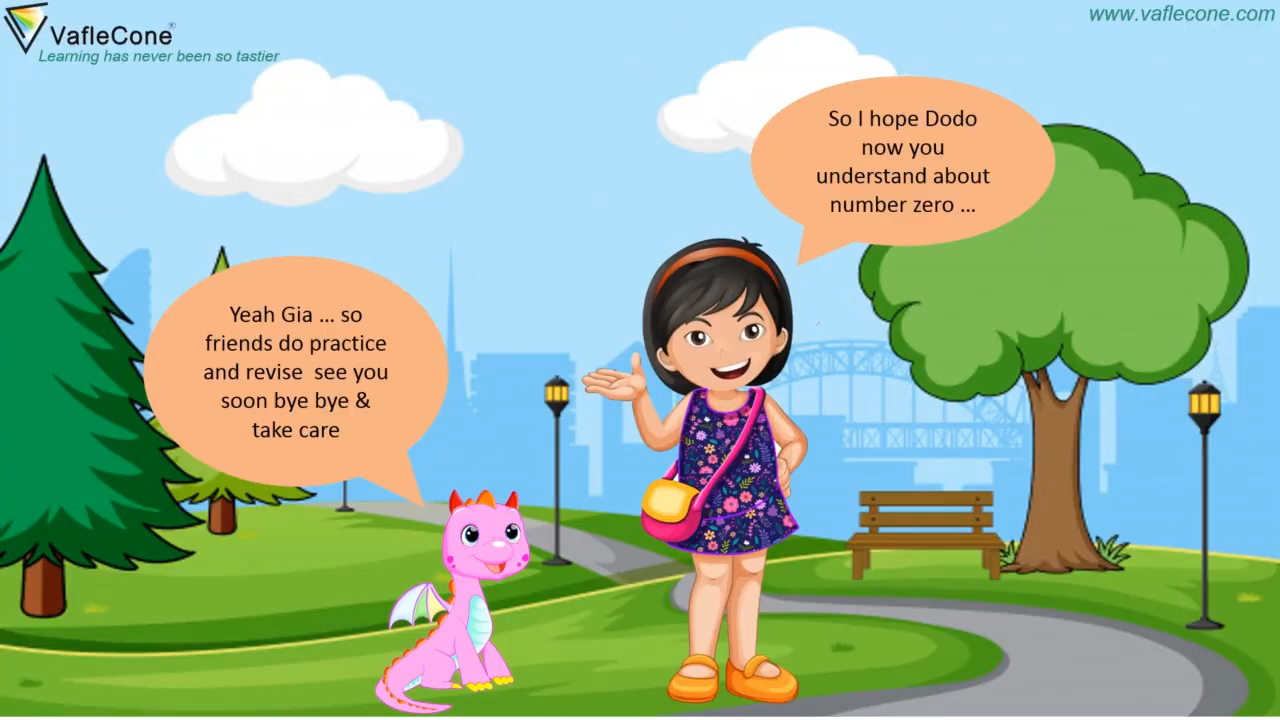 VafleCone®
Learning has never been so tastier
www.vaflecone.com
So I hope Dodo
now you
understand about
number zero ...
Yeah Gia ... so
friends do practice
and revise  see you
soon bye bye &
take care